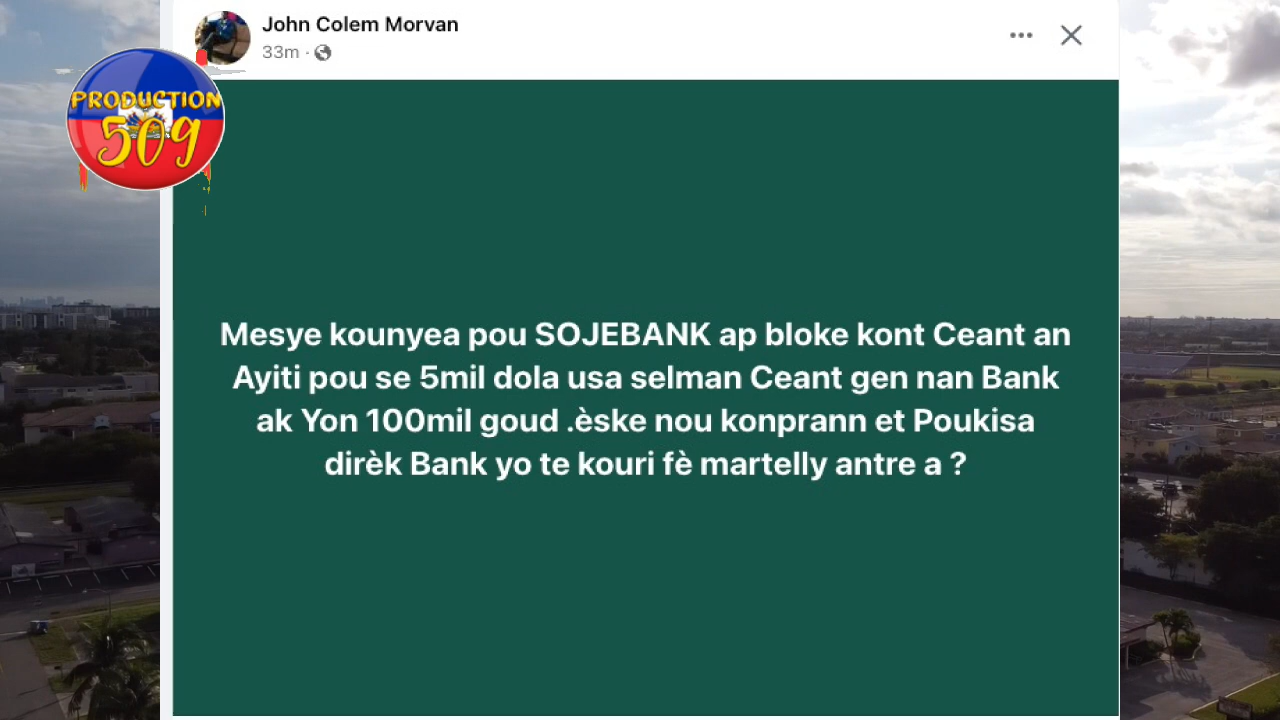 John Colem Morvan
33m ·
PRODUCTION
509
Mesye kounyea pou SOJEBANK ap bloke kont Ceant an
Ayiti pou se 5mil dola usa selman Ceant gen nan Bank
ak Yon 100mil goud .èske nou konprann et Poukisa
dirèk Bank yo te kouri fè martelly antre a ?